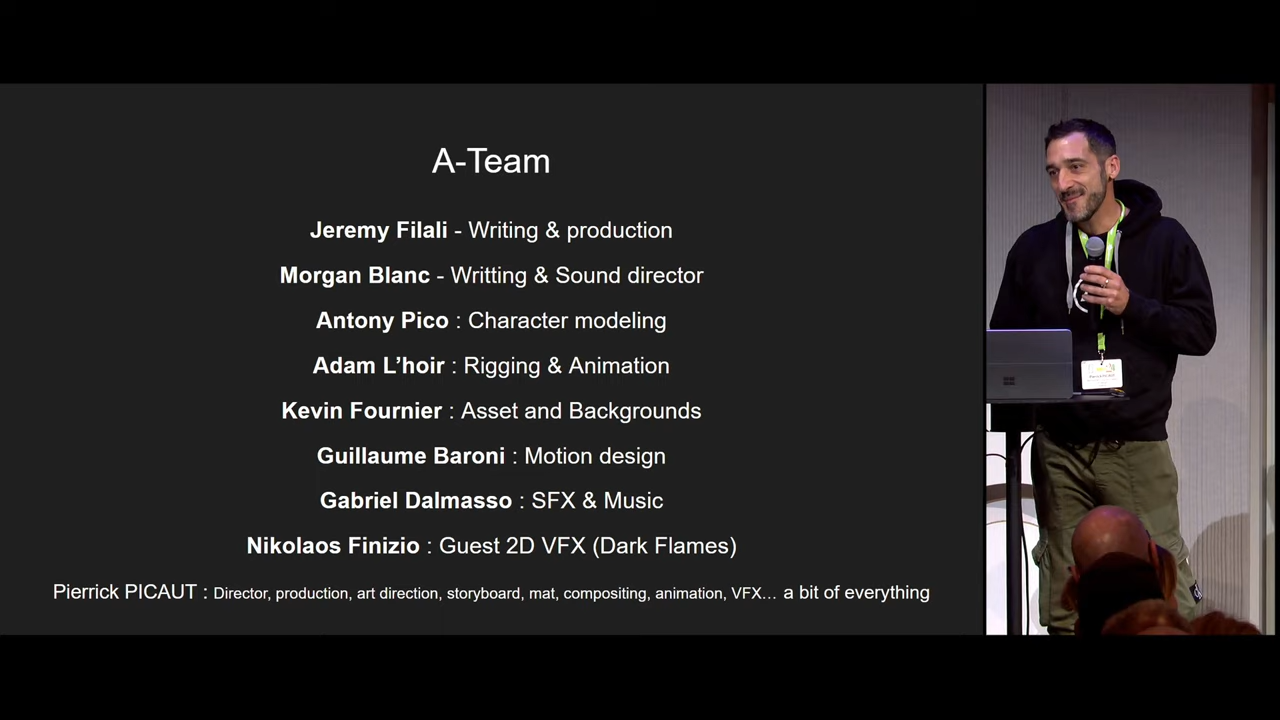 A-Team
Jeremy Filali - Writing & production
Morgan Blanc - Writting & Sound director
Antony Pico : Character modeling
Adam L’hoir : Rigging & Animation
Kevin Fournier : Asset and Backgrounds
Guillaume Baroni : Motion design
Gabriel Dalmasso : SFX & Music
Nikolaos Finizio : Guest 2D VFX (Dark Flames)
Pierrick PICAUT : Director, production, art direction, storyboard, mat, compositing, animation, VFX... a bit of everything